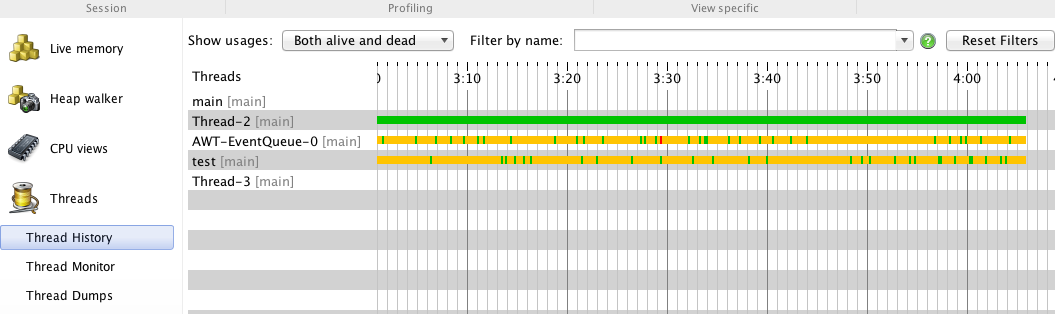 Session Profiling View specific
Live memory
Heap walker
CPU views
Threads
Thread History
Thread Monitor
Thread Dumps
Show usages: Both alive and dead Filter by name: ? Reset Filters
Threads 3:10 3:20 3:30 3:40 3:50 4:00
main [main]
Thread-2 [main]
AWT-EventQueue-0 [main]
test [main]
Thread-3 [main]